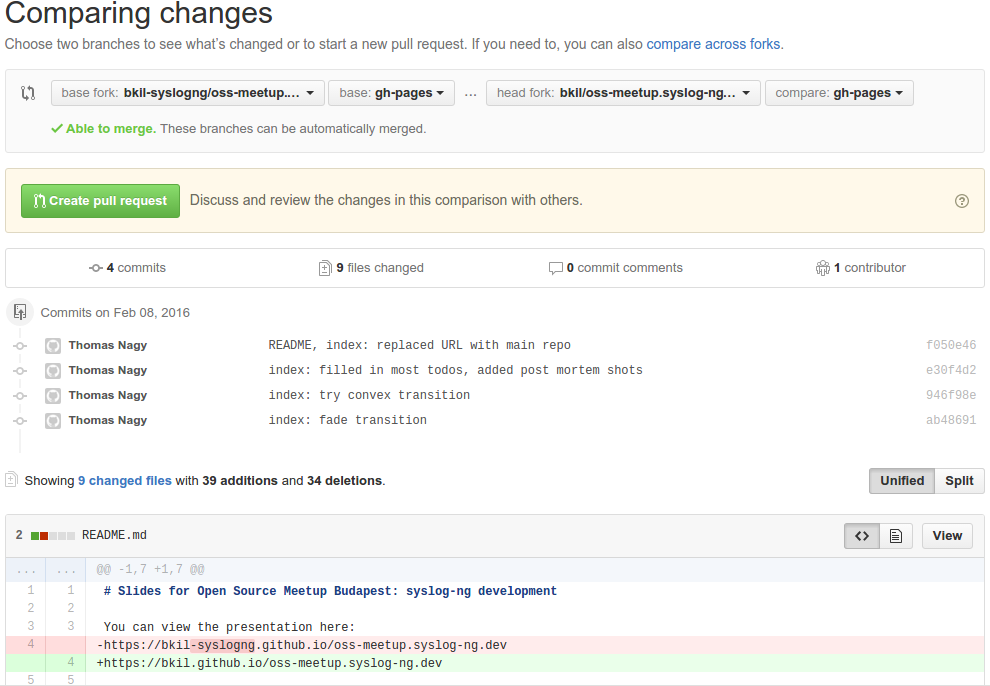 Comparing changes
Choose two branches to see what's changed or to start a new pull request. If you need to, you can also compare across forks.
base fork: bkil-syslogng/oss-meetup.... base: gh-pages ... head fork: bkil/oss-meetup.syslog-ng... compare: gh-pages
Able to merge. These branches can be automatically merged.
Create pull request Discuss and review the changes in this comparison with others. ?
4 commits 9 files changed 0 commit comments 1 contributor
Commits on Feb 08, 2016
Thomas Nagy README, index: replaced URL with main repo f050e46
Thomas Nagy index: filled in most todos, added post mortem shots e30f4d2
Thomas Nagy index: try convex transition 946f98e
Thomas Nagy index: fade transition ab48691
Showing 9 changed files with 39 additions and 34 deletions. Unified Split
2 README.md <> View
... ... @@ -1,7 +1,7 @@
1 1 # Slides for Open Source Meetup Budapest: syslog-ng development
2 2
3 3 You can view the presentation here:
4 -https://bkil-syslogng.github.io/oss-meetup.syslog-ng.dev
4 +https://bkil.github.io/oss-meetup.syslog-ng.dev
5 5